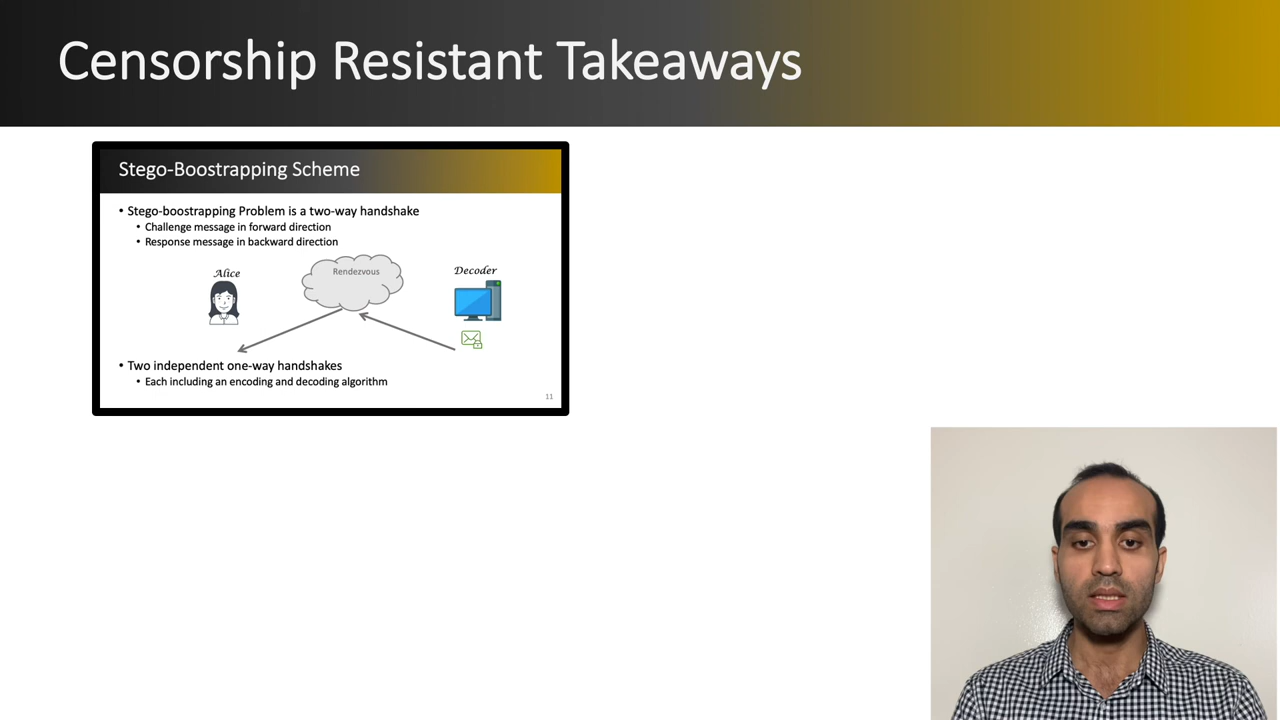 Censorship Resistant Takeaways
Stego-Boostrapping Scheme
• Stego-boostrapping Problem is a two-way handshake
• Challenge message in forward direction
• Response message in backward direction
Alice
Rendezvous
Decoder
• Two independent one-way handshakes
• Each including an encoding and decoding algorithm
11